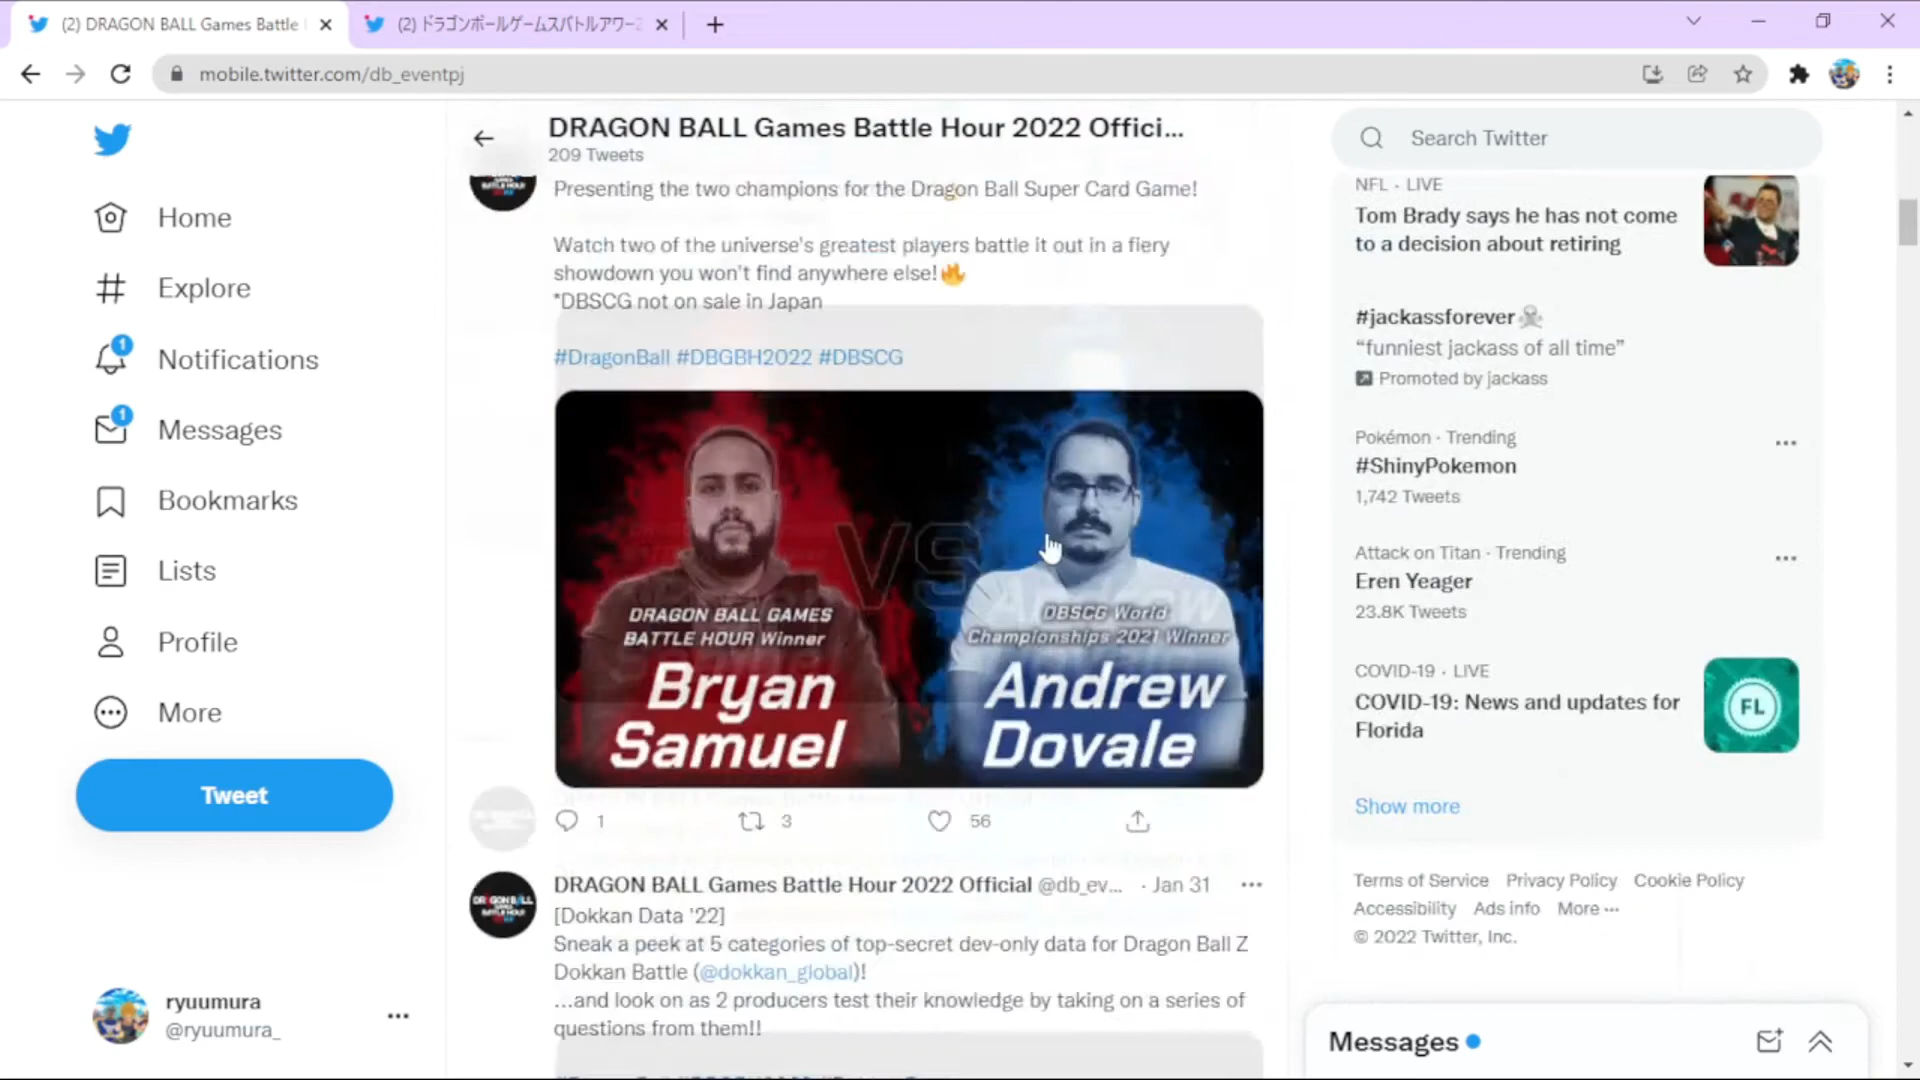 (2) DRAGON BALL Games Battle
(2) ドラゴンボールゲームスバトルアワー
mobile.twitter.com/db_eventpj
Home
Explore
1
Notifications
1
Messages
Bookmarks
Lists
Profile
More
Tweet
ryuumura
@ryuumura_
DRAGON BALL Games Battle Hour 2022 Offici...
209 Tweets
Presenting the two champions for the Dragon Ball Super Card Game!
Watch two of the universe's greatest players battle it out in a fiery
showdown you won't find anywhere else!🔥
*DBSCG not on sale in Japan
#DragonBall #DBGBH2022 #DBSCG
VS
DRAGON BALL GAMES
BATTLE HOUR Winner
Bryan
Samuel
DBSCG World
Championships 2021 Winner
Andrew
Dovale
1
3
56
DRAGON BALL Games Battle Hour 2022 Official @db_ev... · Jan 31
[Dokkan Data '22]
Sneak a peek at 5 categories of top-secret dev-only data for Dragon Ball Z
Dokkan Battle (@dokkan_global)!
...and look on as 2 producers test their knowledge by taking on a series of
questions from them!!
Search Twitter
NFL · LIVE
Tom Brady says he has not come
to a decision about retiring
#jackassforever
“funniest jackass of all time”
Promoted by jackass
Pokémon · Trending
#ShinyPokemon
1,742 Tweets
Attack on Titan · Trending
Eren Yeager
23.8K Tweets
COVID-19 · LIVE
COVID-19: News and updates for
Florida
FL
Show more
Terms of Service Privacy Policy Cookie Policy
Accessibility Ads info More ...
© 2022 Twitter, Inc.
Messages